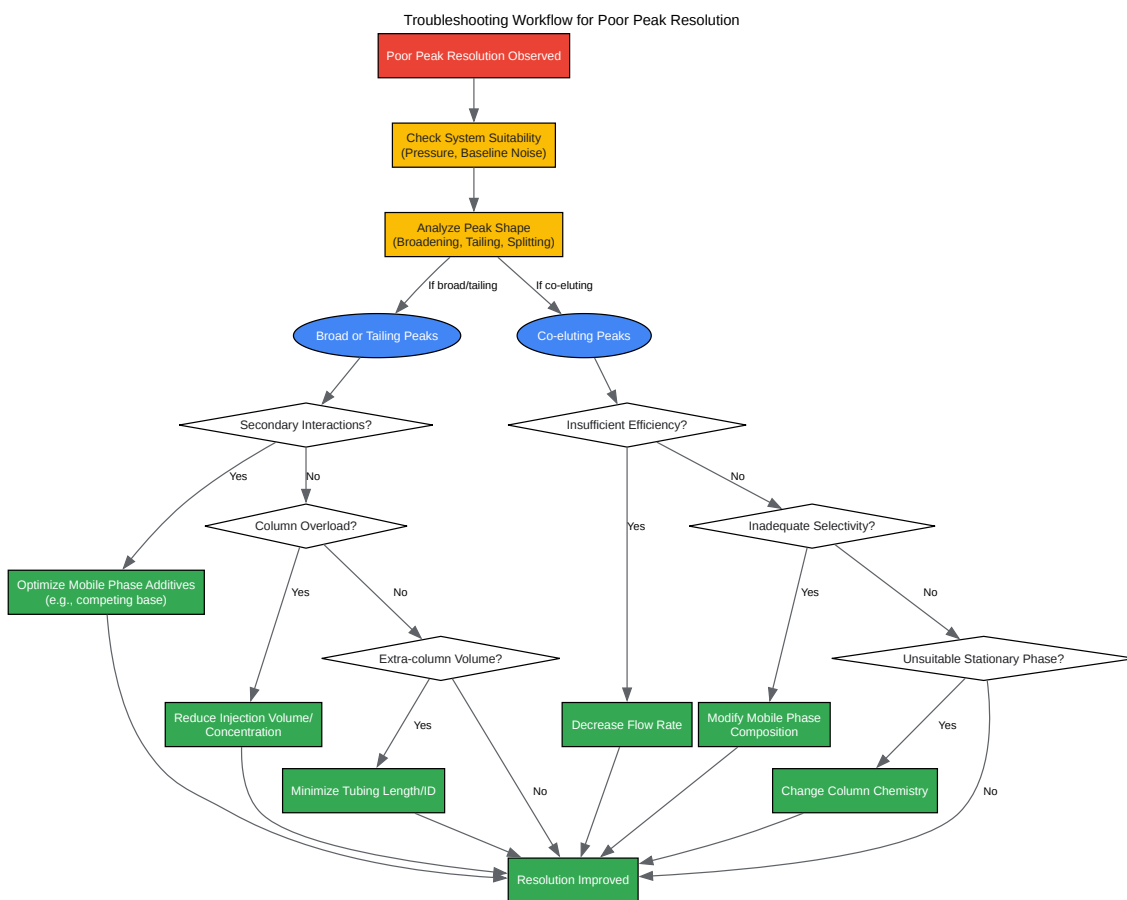 Troubleshooting Workflow for Poor Peak Resolution
Poor Peak Resolution Observed
Check System Suitability
(Pressure, Baseline Noise)
Analyze Peak Shape
(Broadening, Tailing, Splitting)
If broad/tailing
If co-eluting
Broad or Tailing Peaks
Co-eluting Peaks
Secondary Interactions?
Insufficient Efficiency?
Yes
No
No
Column Overload?
Yes
Inadequate Selectivity?
Optimize Mobile Phase Additives
(e.g., competing base)
Yes
No
Yes
No
Extra-column Volume?
Unsuitable Stationary Phase?
Reduce Injection Volume/
Concentration
Yes
Decrease Flow Rate
Modify Mobile Phase
Composition
Yes
Minimize Tubing Length/ID
No
Change Column Chemistry
No
Resolution Improved